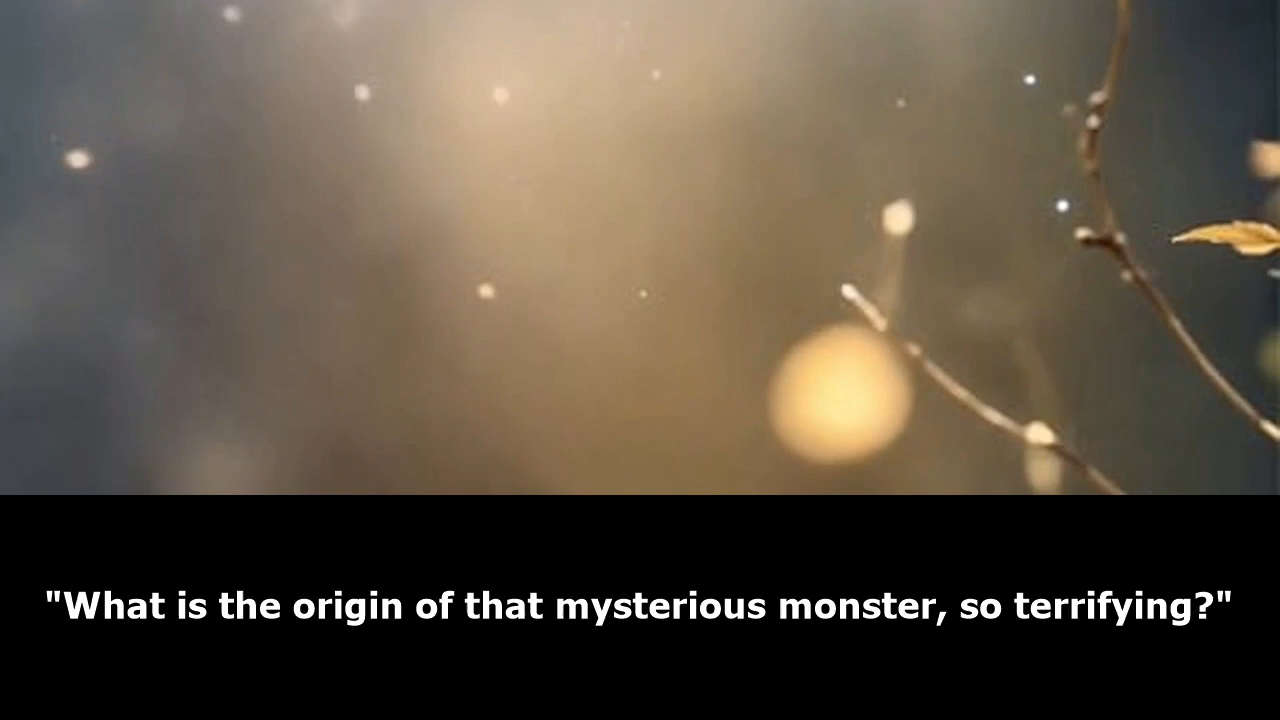 "What is the origin of that mysterious monster, so terrifying?"